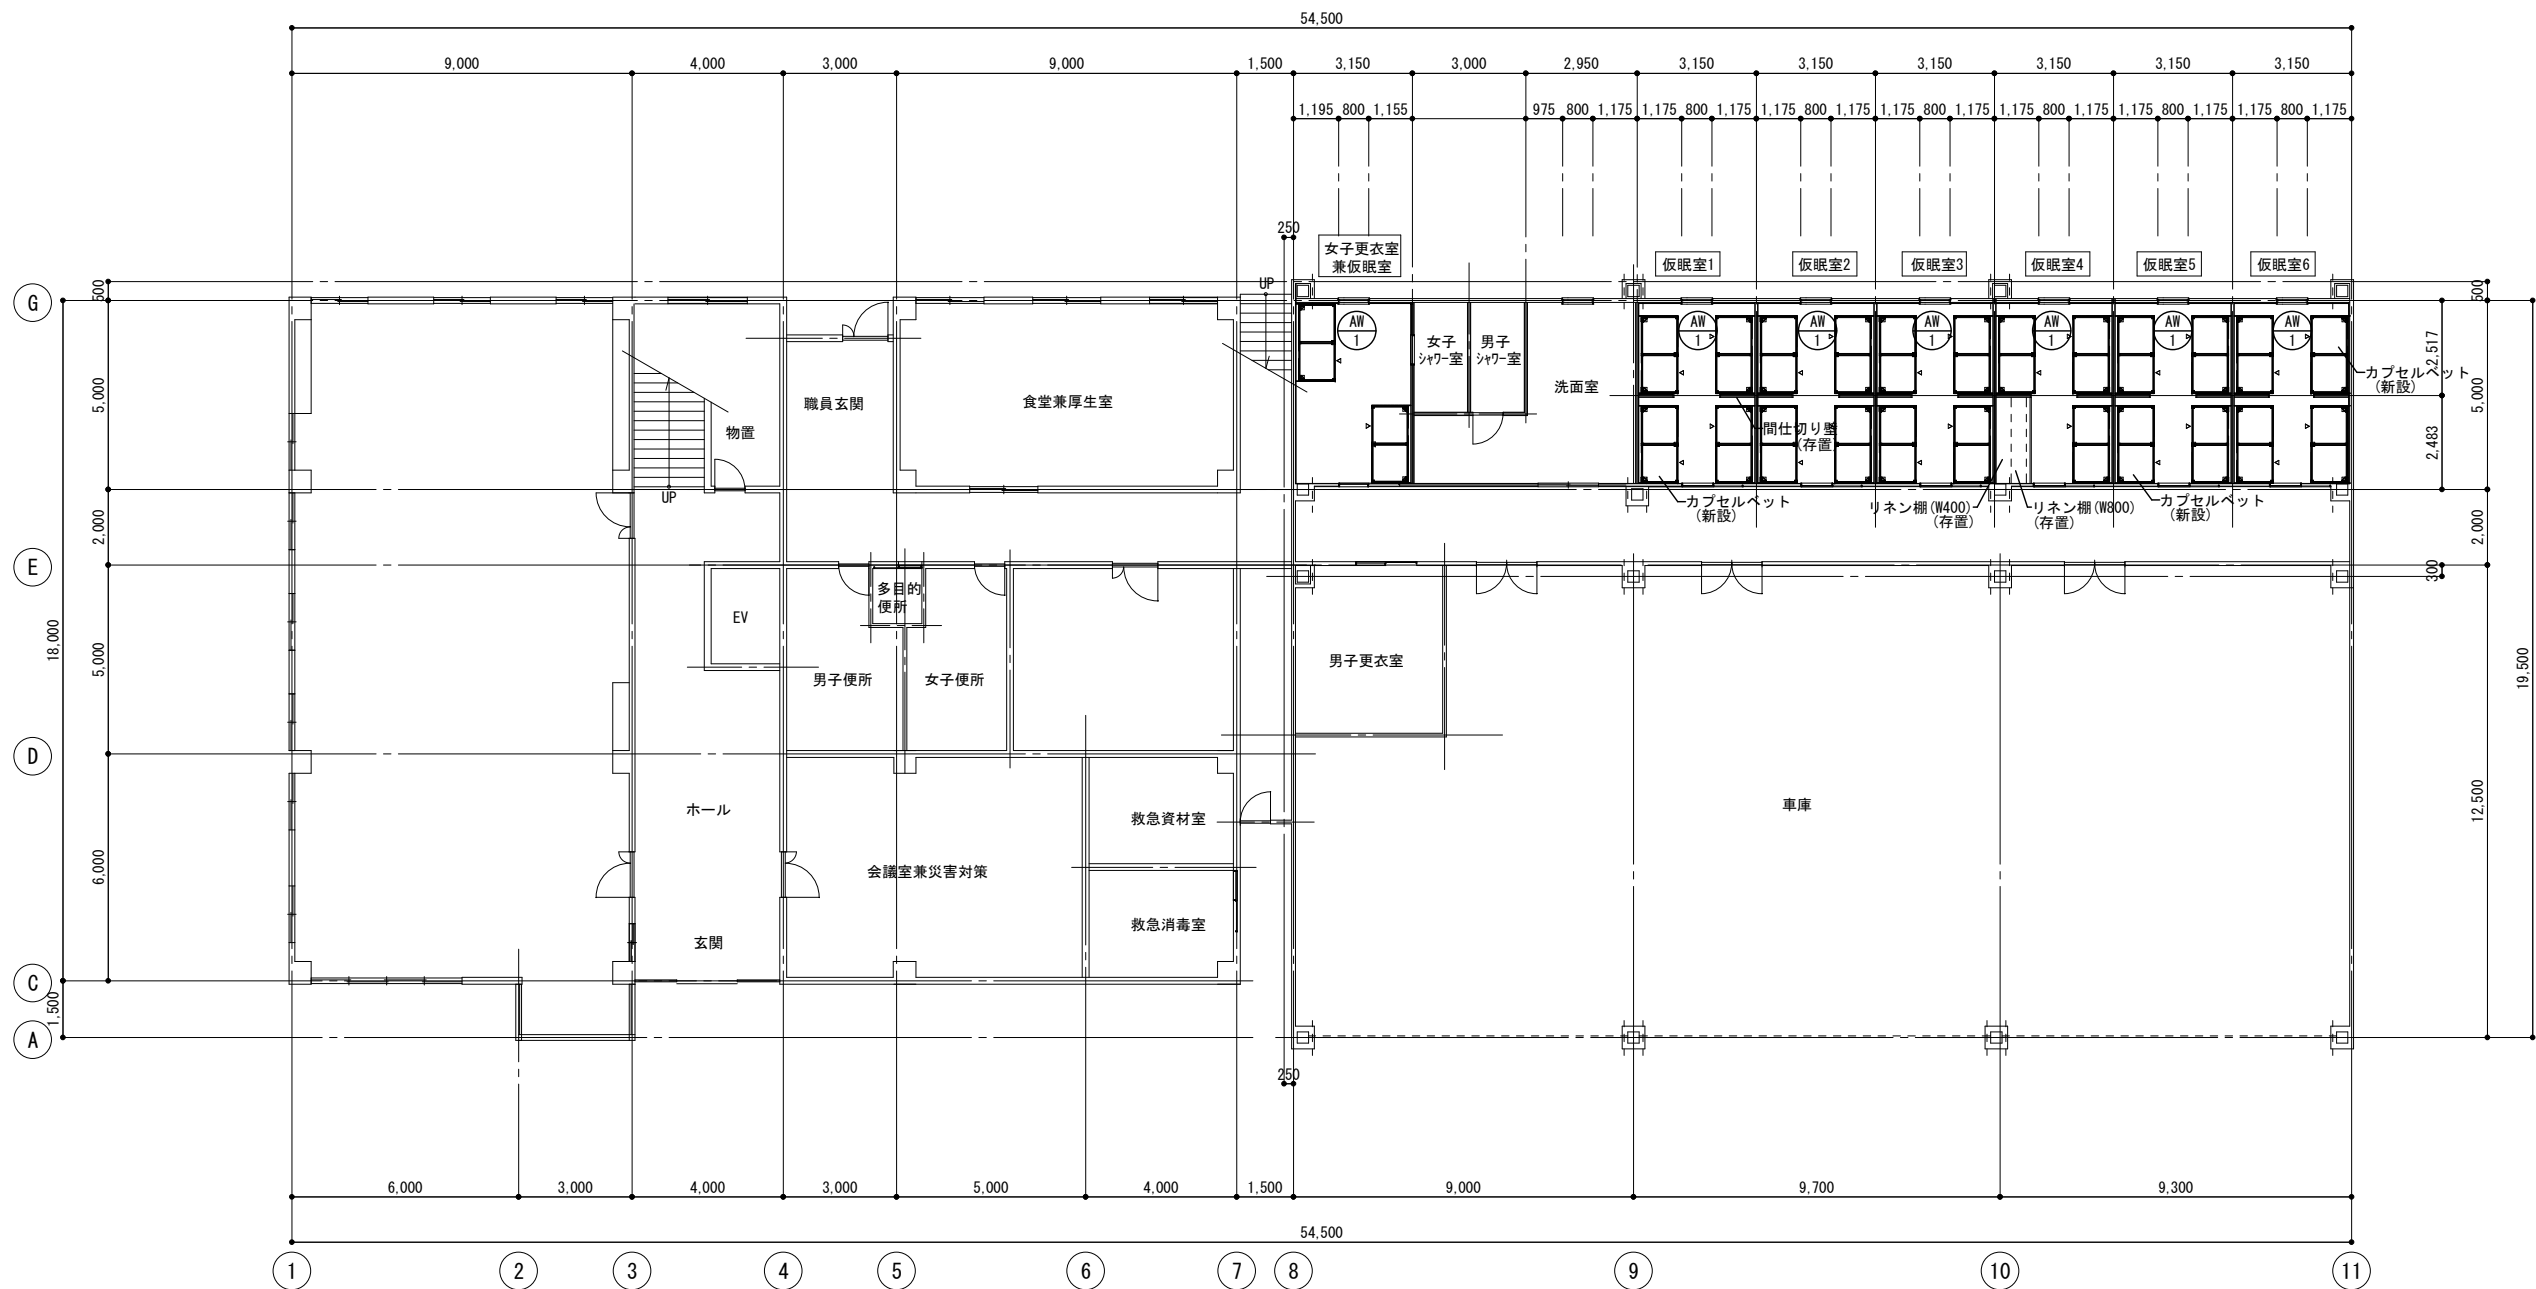 54,500
9,000 4,000 3,000 9,000 1,500 3,150 3,000 2,950 3,150 3,150 3,150 3,150 3,150 3,150
1,195 800 1,155 975 800 1,175 1,175 800 1,175 1,175 800 1,175 1,175 800 1,175 1,175 800 1,175 1,175 800 1,175 1,175 800 1,175
250
女子更衣室
兼仮眠室
仮眠室1
仮眠室2
仮眠室3
仮眠室4
仮眠室5
仮眠室6
UP
500
500
G
AW
1
AW
1
AW
1
AW
1
AW
1
AW
1
AW
1
女子
シャワー室
男子
シャワー室
2,517
カプセルベット
(新設)
5,000
5,000
洗面室
職員玄関
食堂兼厚生室
物置
間仕切り壁
(存置)
2,483
UP
カプセルベット
(新設)
リネン棚(W400)
(存置)
リネン棚(W800)
(存置)
カプセルベット
(新設)
2,000
2,000
E
300
多目的
便所
EV
18,000
5,000
男子便所
女子便所
男子更衣室
19,500
D
ホール
救急資材室
車庫
12,500
6,000
会議室兼災害対策
救急消毒室
玄関
C
1,500
A
250
6,000 3,000 4,000 3,000 5,000 4,000 1,500 9,000 9,700 9,300
54,500
1 2 3 4 5 6 7 8 9 10 11